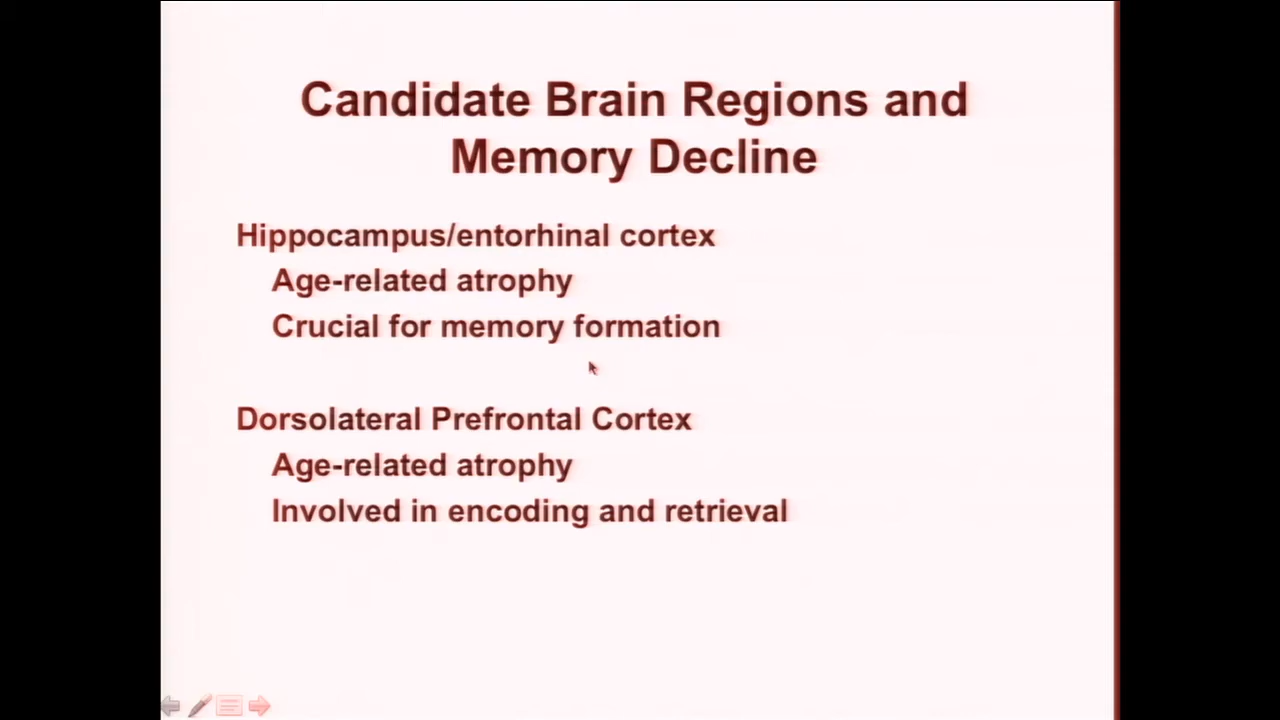 Candidate Brain Regions and
Memory Decline
Hippocampus/entorhinal cortex
Age-related atrophy
Crucial for memory formation
Dorsolateral Prefrontal Cortex
Age-related atrophy
Involved in encoding and retrieval